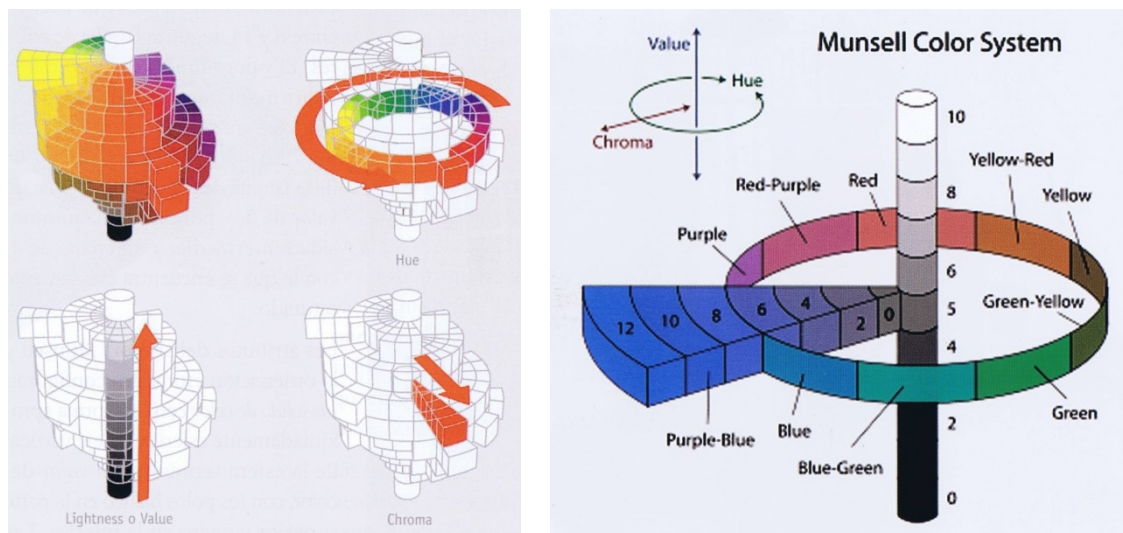 Hue
Lightness o Value
Chroma
Munsell Color System
Value
Hue
Chroma
10
8
6
5
4
2
0
Red-Purple
Red
Yellow-Red
Yellow
Purple
Green-Yellow
12
10
8
6
4
2
0
Green
Blue
Purple-Blue
Blue-Green